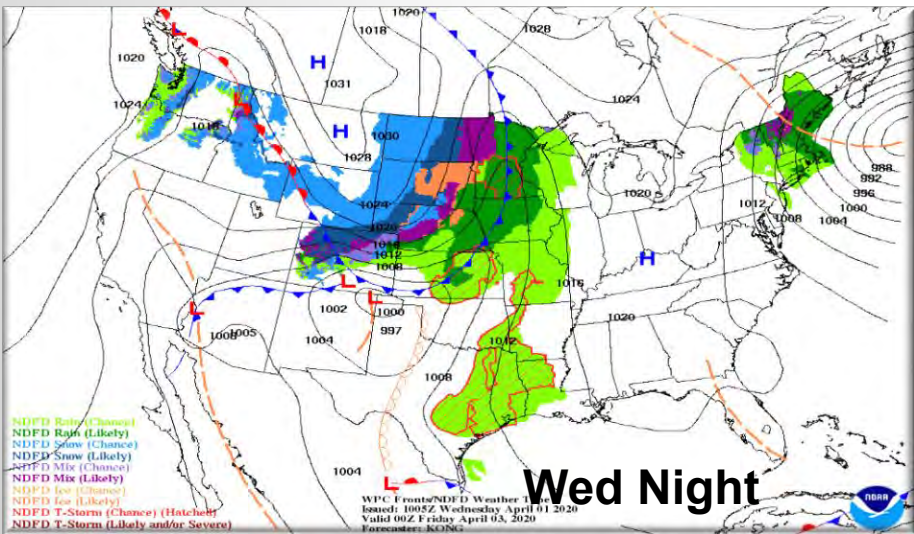 1020
1018
1028
1020
H
1031
L
1024
L
1018
H
1030
1028
1024
988
992
996
1000
1004
1020
1012
1008
1024
1020
1016
1012
1008
H
1016
L
L
L
1002
1000
997
1005
1004
1020
1012
1008
1004
L
NDFD Rain (Chance)
NDFD Rain (Likely)
NDFD Snow (Chance)
NDFD Snow (Likely)
NDFD Mix (Chance)
NDFD Mix (Likely)
NDFD Ice (Chance)
NDFD Ice (Likely)
NDFD T-Storm (Chance) (Hatched)
NDFD T-Storm (Likely and/or Severe)
WPC Fronts/NDFD Weather
Issued: 1005Z Wednesday April 01 2020
Valid 00Z Friday April 03, 2020
Forecaster: KONG
Wed Night
NOAA